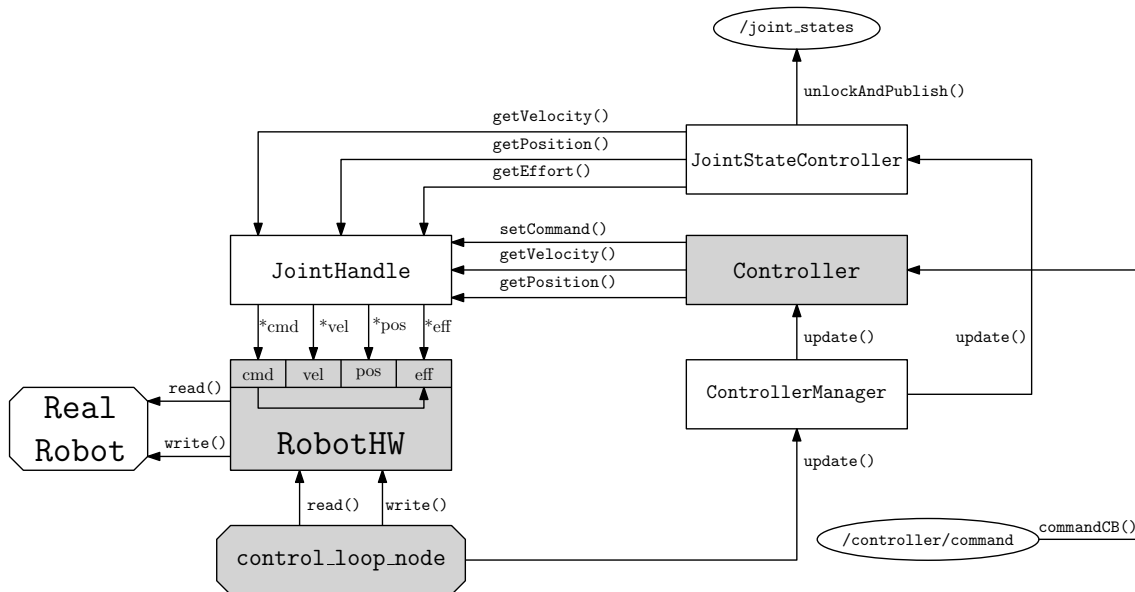 /joint_states
unlockAndPublish()
getVelocity()
getPosition()
getEffort()
JointStateController
setCommand()
getVelocity()
getPosition()
JointHandle
Controller
*cmd
*vel
*pos
*eff
update()
update()
cmd
vel
pos
eff
read()
write()
Real
Robot
RobotHW
ControllerManager
update()
read()
write()
control_loop_node
/controller/command
commandCB()